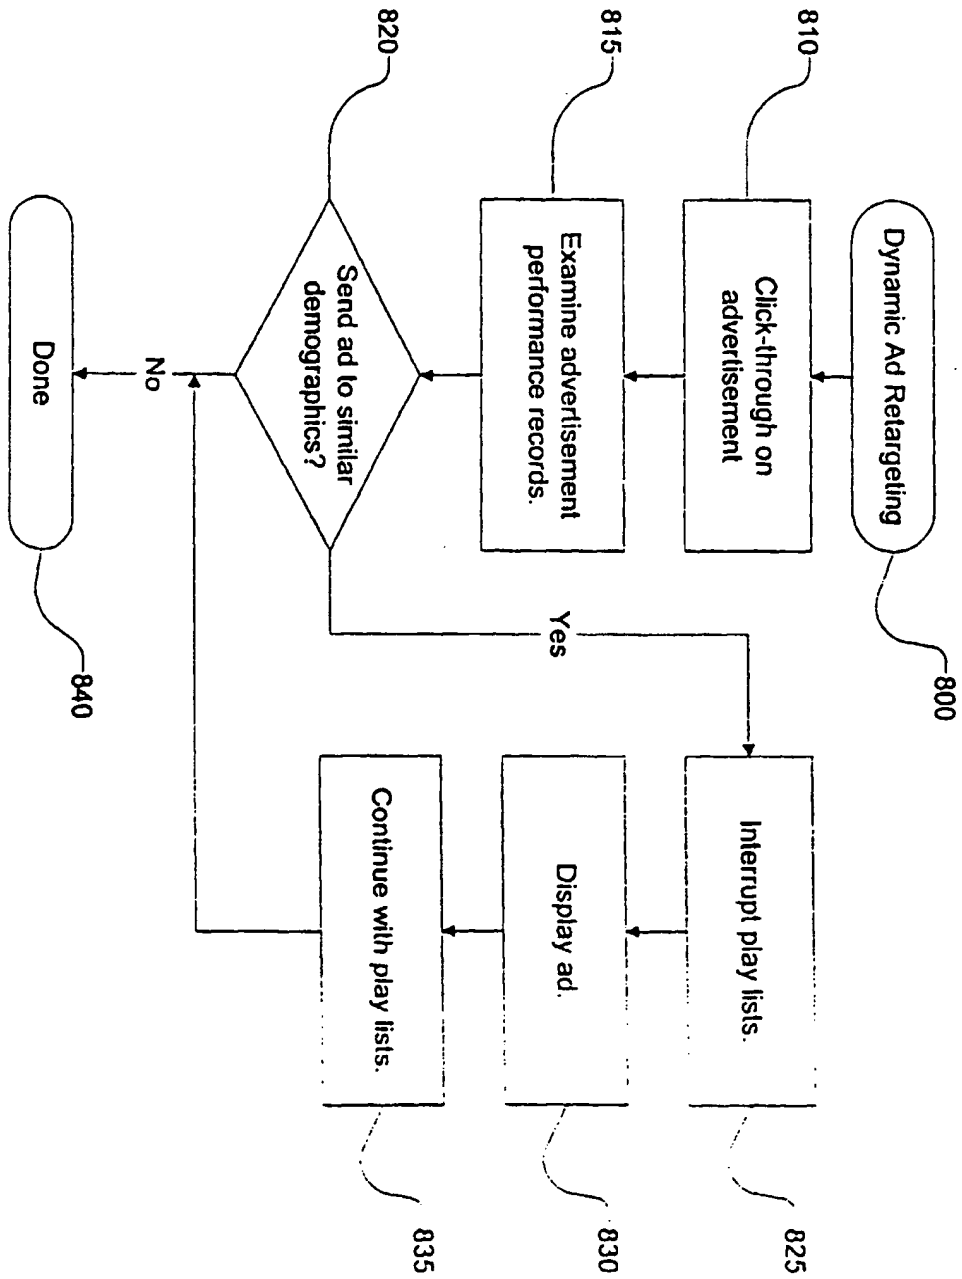 Dynamic Ad Retargeting
800
810
Click-through on
advertisement
815
Examine advertisement
performance records.
820
Send ad to similar
demographics?
Yes
No
Done
840
Interrupt play lists.
825
Display ad.
830
Continue with play lists.
835